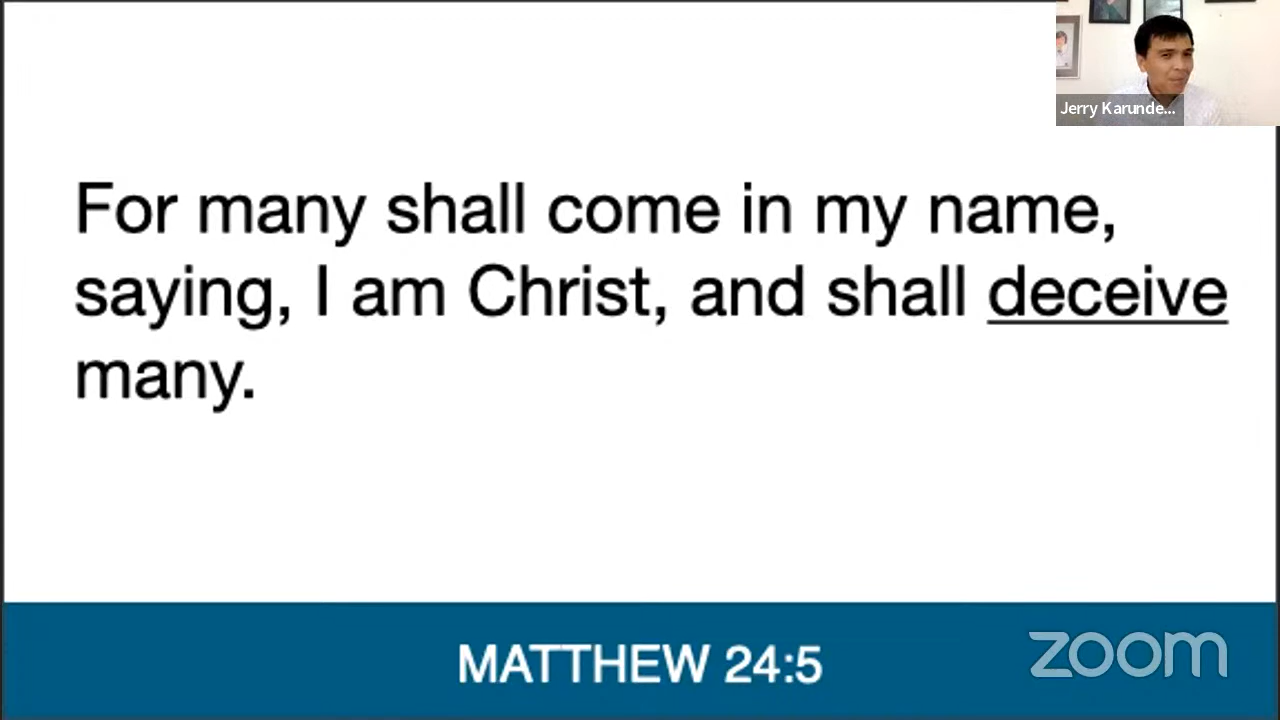 Jerry Karunde...
For many shall come in my name,
saying, I am Christ, and shall deceive
many.
MATTHEW 24:5
zoom